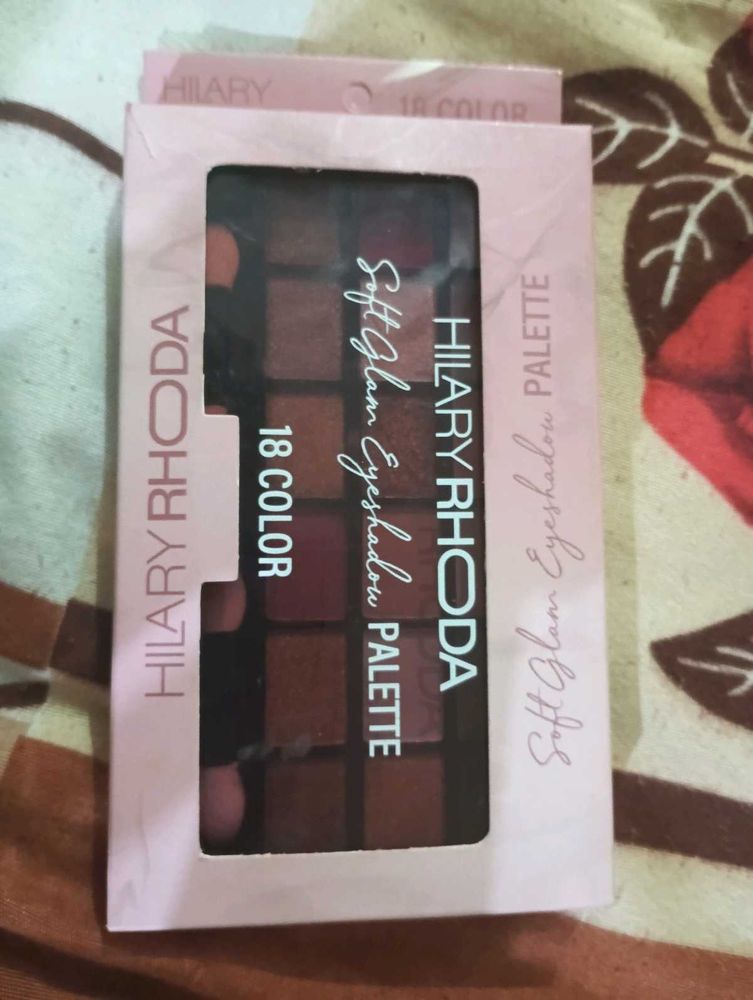 HILARY
18 COLOR
HILARY RHODA
Soft Glam Eyeshadow PALETTE
18 COLOR
HILARY RHODA
Soft Glam Eyeshadow PALETTE